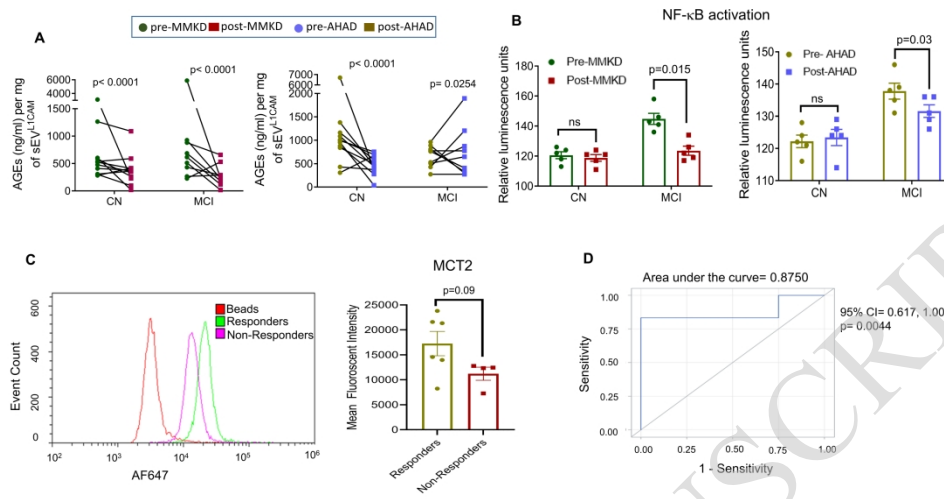 pre-MMKD post-MMKD pre-AHAD post-AHAD
A
AGEs (ng/ml) per mg
of sEV^L1CAM
6000
4000
2000
1500
1000
500
0
p< 0.0001
p<0.0001
CN
MCI
AGEs (ng/ml) per mg
of sEV^L1CAM
2000
1000
0
p<0.0001
p= 0.0254
CN
MCI
B
NF-κB activation
Relative luminescence units
180
160
140
120
100
Pre-MMKD
Post-MMKD
ns
p=0.015
CN
MCI
Relative luminescence units
150
140
130
120
110
Pre- AHAD
Post-AHAD
ns
p=0.03
CN
MCI
C
Event Count
600
400
200
0
Beads
Responders
Non-Responders
10^2
10^3
10^4
10^5
10^6
AF647
MCT2
Mean Fluoroscent Intensity
25000
20000
15000
10000
5000
0
p=0.09
Responders
Non-Responders
D
Area under the curve= 0.8750
Sensitivity
1.00
0.75
0.50
0.25
0.00
95% CI= 0.617, 1.00
p= 0.0044
0.00 0.25 0.50 0.75 1.00
1 - Sensitivity
USCRIP